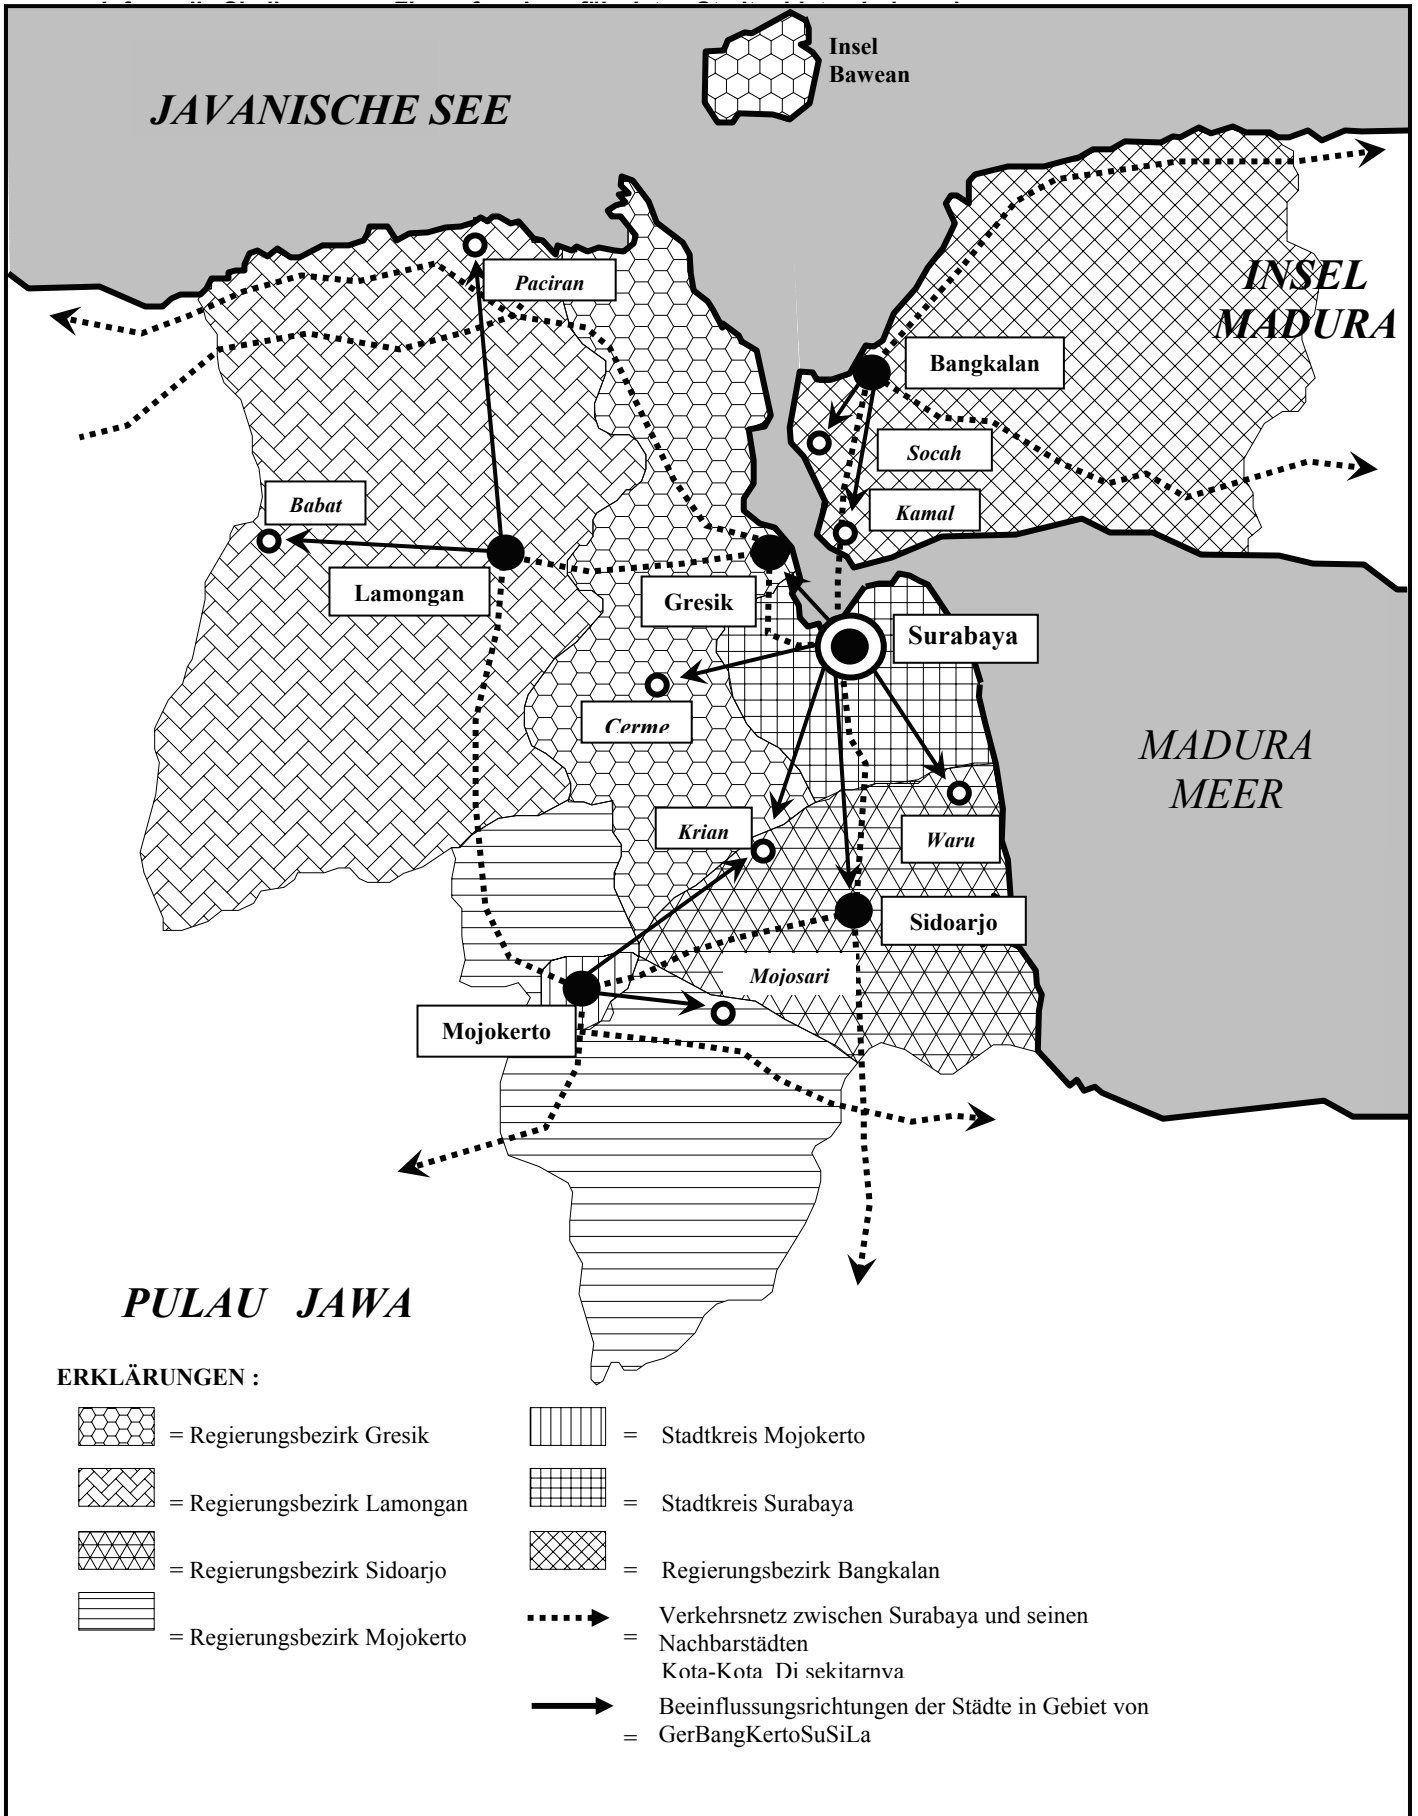 Insel
Bawean
JAVANISCHE SEE
INSEL
MADURA
Paciran
Bangkalan
Socah
Babat
Kamal
Lamongan
Gresik
Surabaya
Cerme
MADURA
MEER
Krian
Waru
Sidoarjo
Mojosari
Mojokerto
PULAU JAWA
ERKLÄRUNGEN :
= Regierungsbezirk Gresik
= Regierungsbezirk Lamongan
= Regierungsbezirk Sidoarjo
= Regierungsbezirk Mojokerto
= Stadtkreis Mojokerto
= Stadtkreis Surabaya
= Regierungsbezirk Bangkalan
Verkehrsnetz zwischen Surabaya und seinen
= Nachbarstädten
Kota-Kota Di sekitarnya
Beeinflussungsrichtungen der Städte in Gebiet von
= GerBangKertoSuSiLa